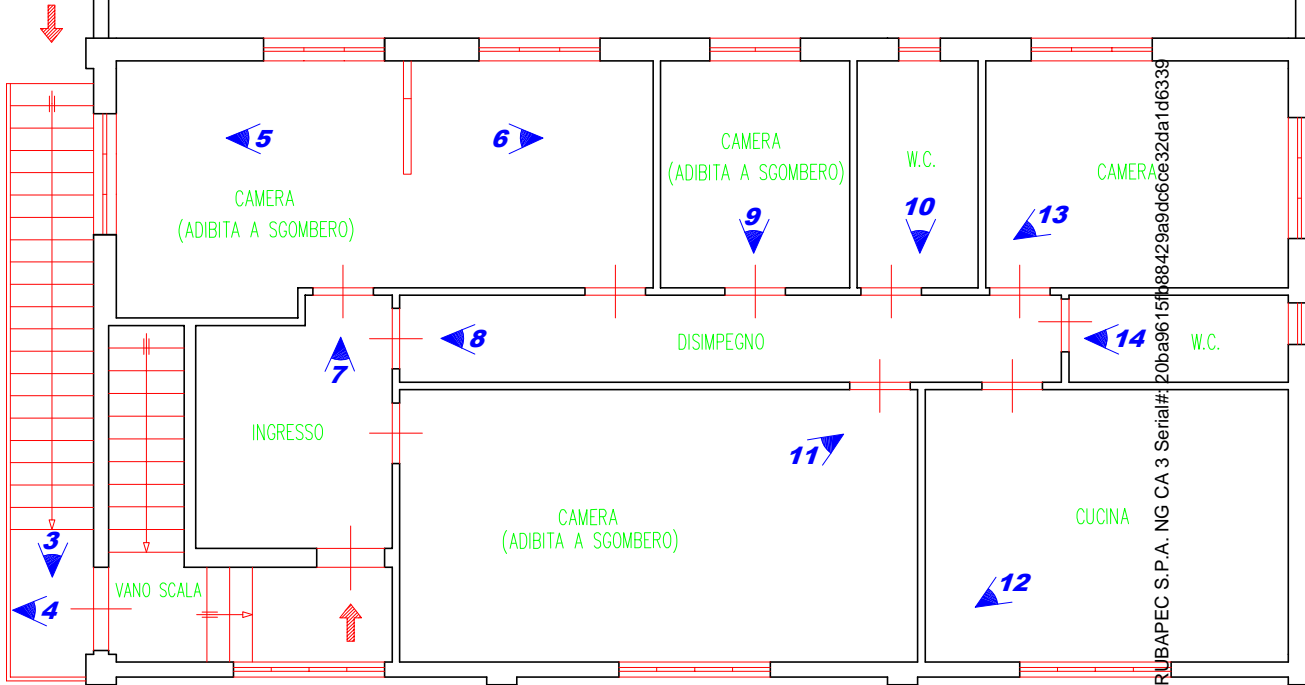 5
6
CAMERA
(ADIBITA A SGOMBERO)
CAMERA
(ADIBITA A SGOMBERO)
9
W.C.
10
CAMERA
13
7
8
DISIMPEGNO
14
W.C.
INGRESSO
11
CAMERA
(ADIBITA A SGOMBERO)
CUCINA
12
3
4
VANO SCALA
RUBAPEC S.P.A. NG CA 3 Serial#: 20ba9615fb88429a9dc6ce32da1d6339